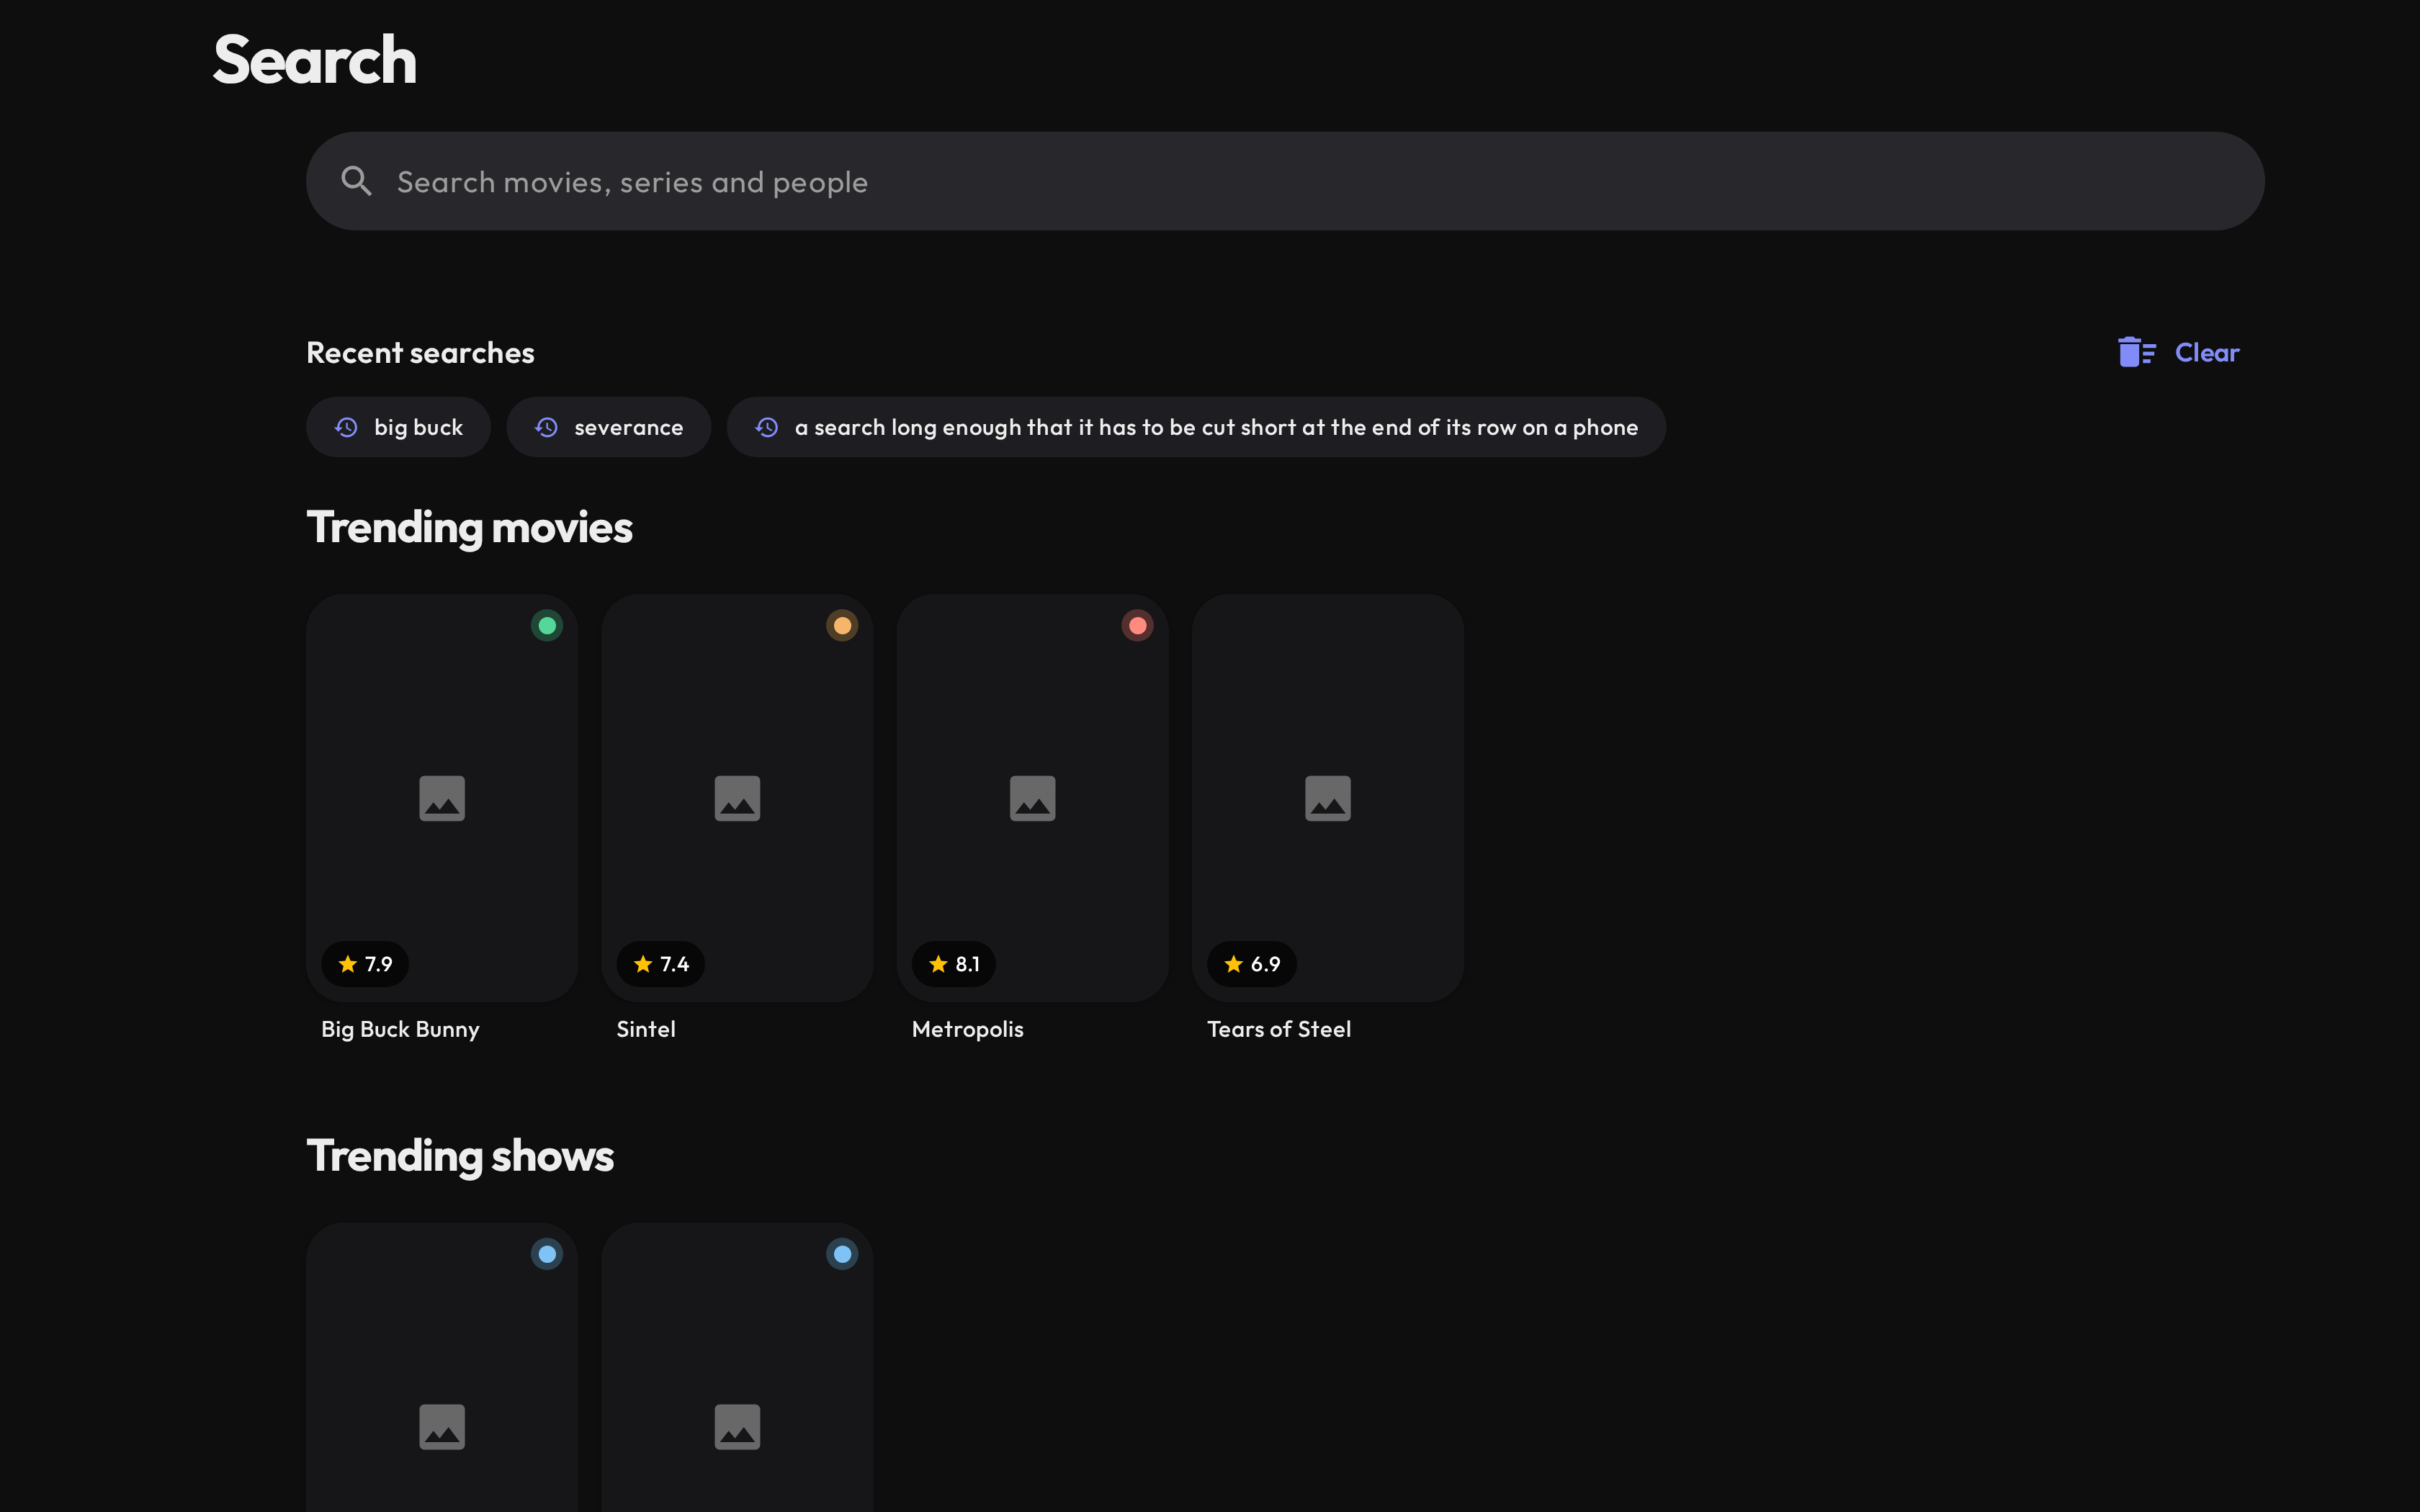 Search
Search movies, series and people
Recent searches
Clear
big buck
severance
a search long enough that it has to be cut short at the end of its row on a phone
Trending movies
7.9
7.4
8.1
6.9
Big Buck Bunny
Sintel
Metropolis
Tears of Steel
Trending shows